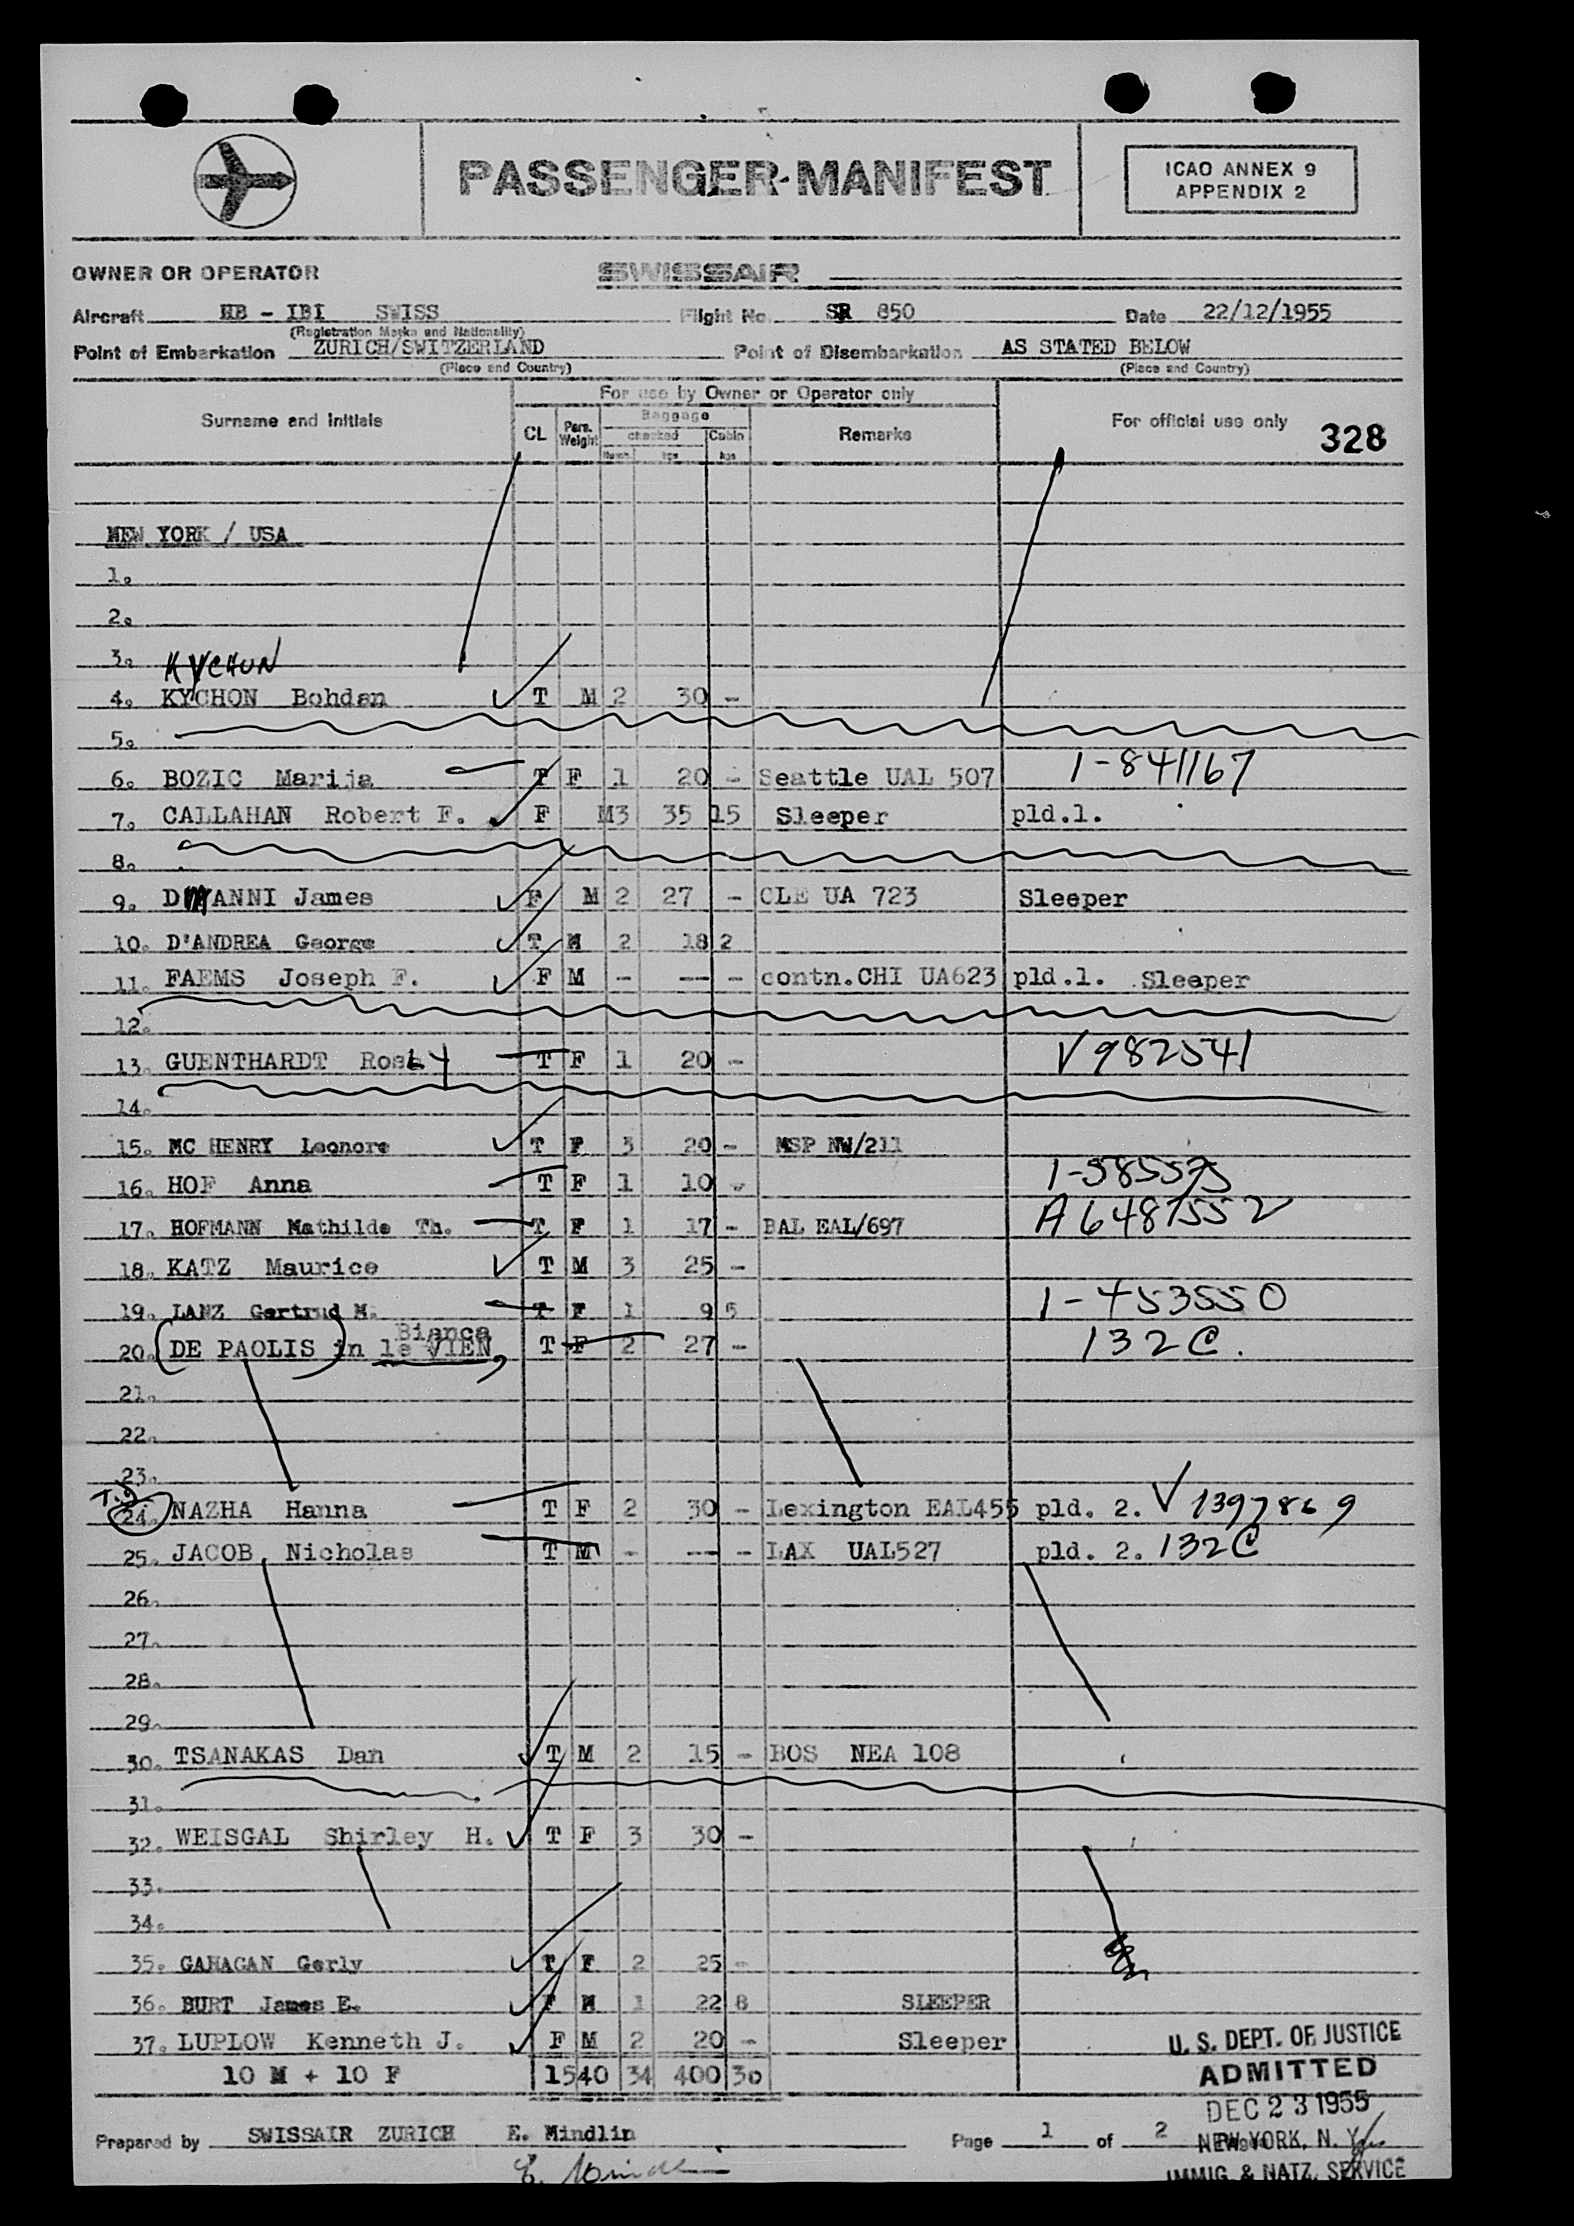 PASSENGER-MANIFEST
ICAO ANNEX 9
APPENDIX 2
OWNER OR OPERATOR SWISSAIR
Aircraft HB - IBI SWISS Flight No. SR 850 Date 22/12/1955
(Registration Marks and Nationality)
Point of Embarkation ZURICH/SWITZERLAND Point of Disembarkation AS STATED BELOW
(Place and Country) (Place and Country)
For use by Owner or Operator only
Surname and initials CL Pers. Weight Baggage checked Cabin Remarks For official use only 328
kgs kgs
NEW YORK / USA
1.
2.
3. KYCHUN
4. KYCHON Bohdan T M 2 30 -
5.
6. BOZIC Marija T F 1 20 - Seattle UAL 507 1-841167
7. CALLAHAN Robert F. F M3 35 15 Sleeper pld.1.
8.
9. D ANNI James F M 2 27 - CLE UA 723 Sleeper
10. D'ANDREA George T M 2 18 2
11. FAEMS Joseph F. F M - --- - contn.CHI UA623 pld.1. Sleeper
12.
13. GUENTHARDT Rosly T F 1 20 - V982541
14.
15. MC HENRY Leonore T F 3 20 - MSP NW/211
16. HOF Anna T F 1 10 - 1-585575
17. HOFMANN Mathilde Th. T F 1 17 - BAL EAL/697 A6487552
18. KATZ Maurice T M 3 25 -
19. LANZ Gertrud M. T F 1 9 5 1-453550
Bianca
20. (DE PAOLIS) in le VIEN, T F 2 27 - 132C.
21.
22.
23.
24. NAZHA Hanna T F 2 30 - Lexington EAL455 pld. 2. V1397869
25. JACOB, Nicholas T M - --- - LAX UAL527 pld. 2. 132C
26.
27.
28.
29.
30. TSANAKAS Dan T M 2 15 - BOS NEA 108
31.
32. WEISGAL Shirley H. T F 3 30 -
33.
34.
35. GAHAGAN Gerly T F 2 25 -
36. BURT James E. F M 1 22 8 SLEEPER
37. LUPLOW Kenneth J. F M 2 20 - Sleeper
10 M + 10 F 1540 34 400 30
U. S. DEPT. OF JUSTICE
ADMITTED
DEC 23 1955
NEW YORK, N. Y.
IMMIG. & NATZ. SERVICE
Prepared by SWISSAIR ZURICH E. Mindlin Page 1 of 2
E. Mindlin